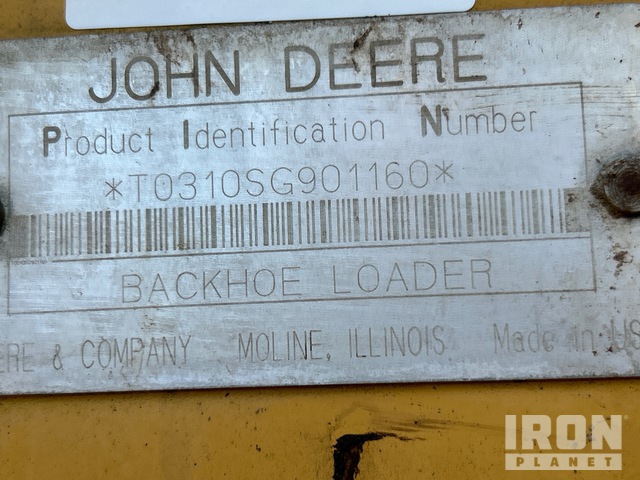 JOHN DEERE
Product Identification Number
*T0310SG901160*
BACKHOE LOADER
& COMPANY MOLINE, ILLINOIS. Made in
IRON
PLANET